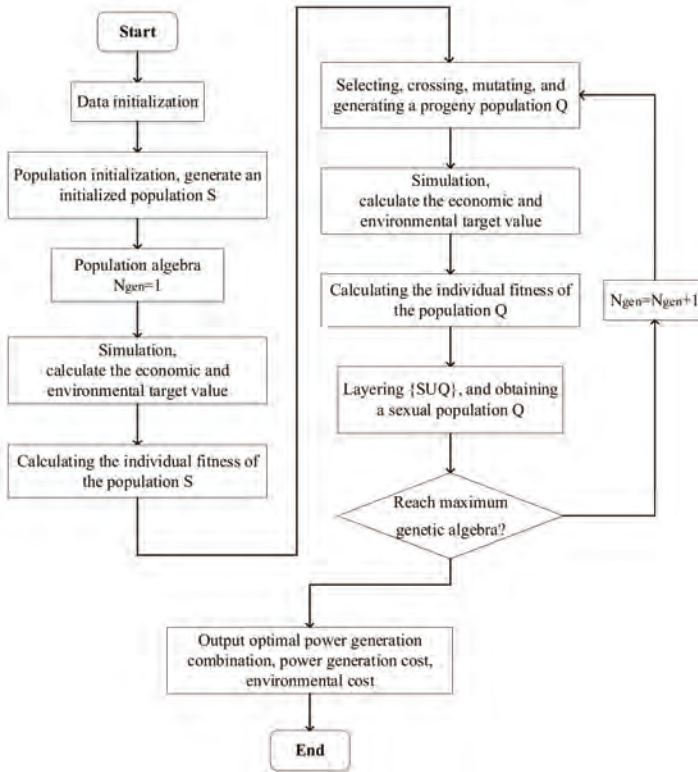 Start
Data initialization
Population initialization, generate an
initialized population S
Population algebra
Ngen=1
Simulation,
calculate the economic and
environmental target value
Calculating the individual fitness of
the population S
Selecting, crossing, mutating, and
generating a progeny population Q
Simulation,
calculate the economic and
environmental target value
Calculating the individual fitness of
the population Q
Layering {SUQ}, and obtaining
a sexual population Q
Reach maximum
genetic algebra?
Ngen=Ngen+1
Output optimal power generation
combination, power generation cost,
environmental cost
End